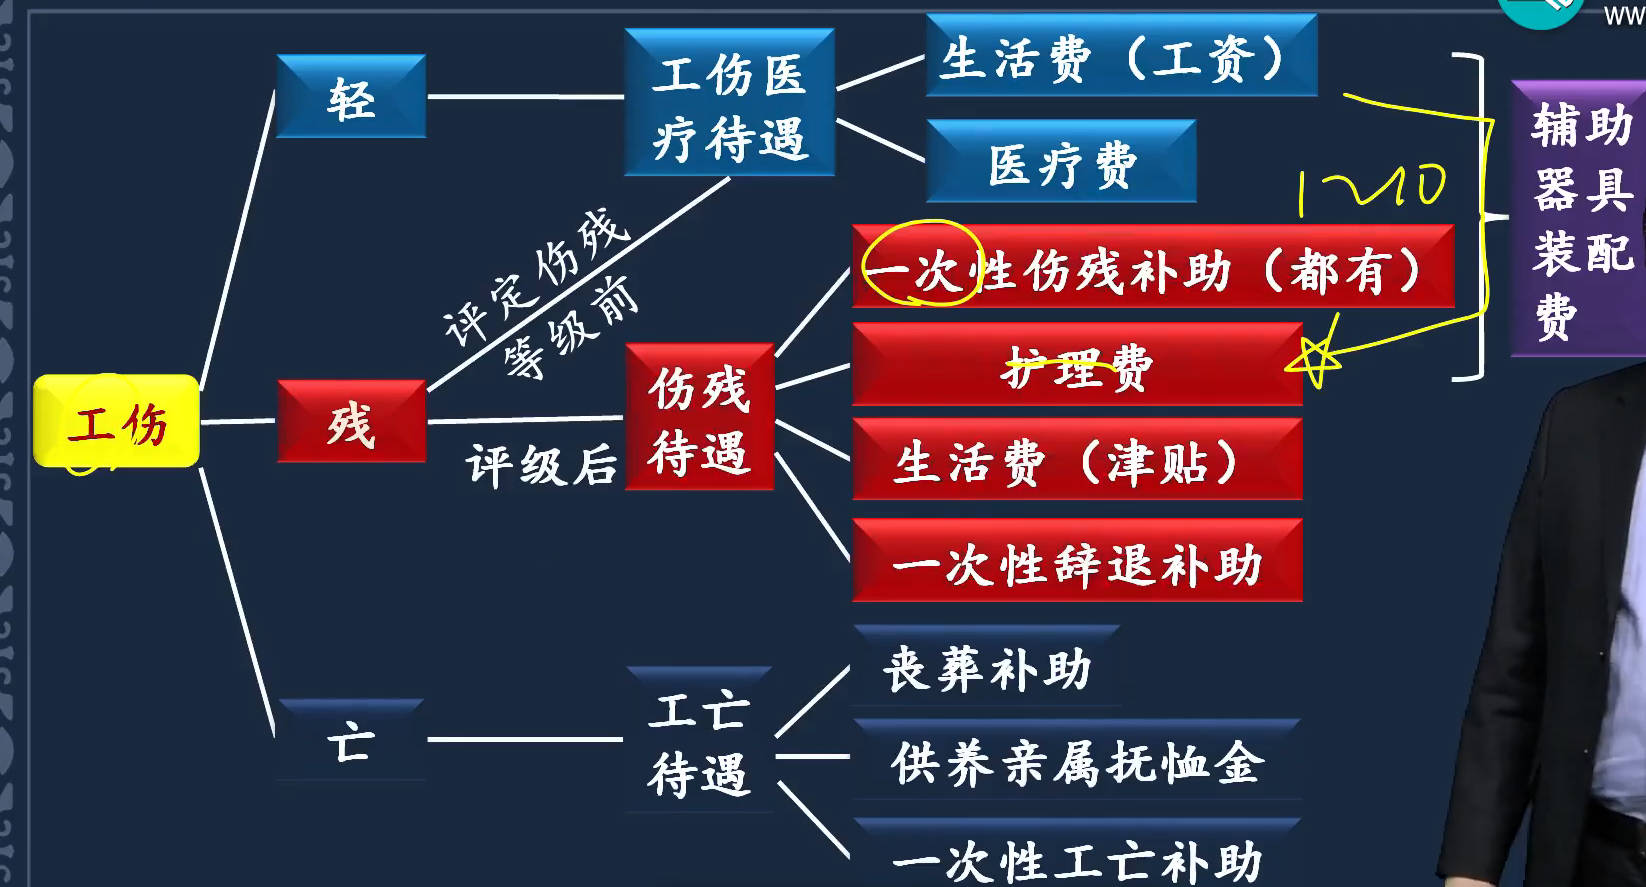 ww
轻
工伤医
疗待遇
生活费（工资）
医疗费
辅助
器具
装配
费
1~10
评定伤残
等级前
工伤
残
评级后
伤残
待遇
一次性伤残补助（都有）
护理费
生活费（津贴）
一次性辞退补助
亡
工亡
待遇
丧葬补助
供养亲属抚恤金
一次性工亡补助